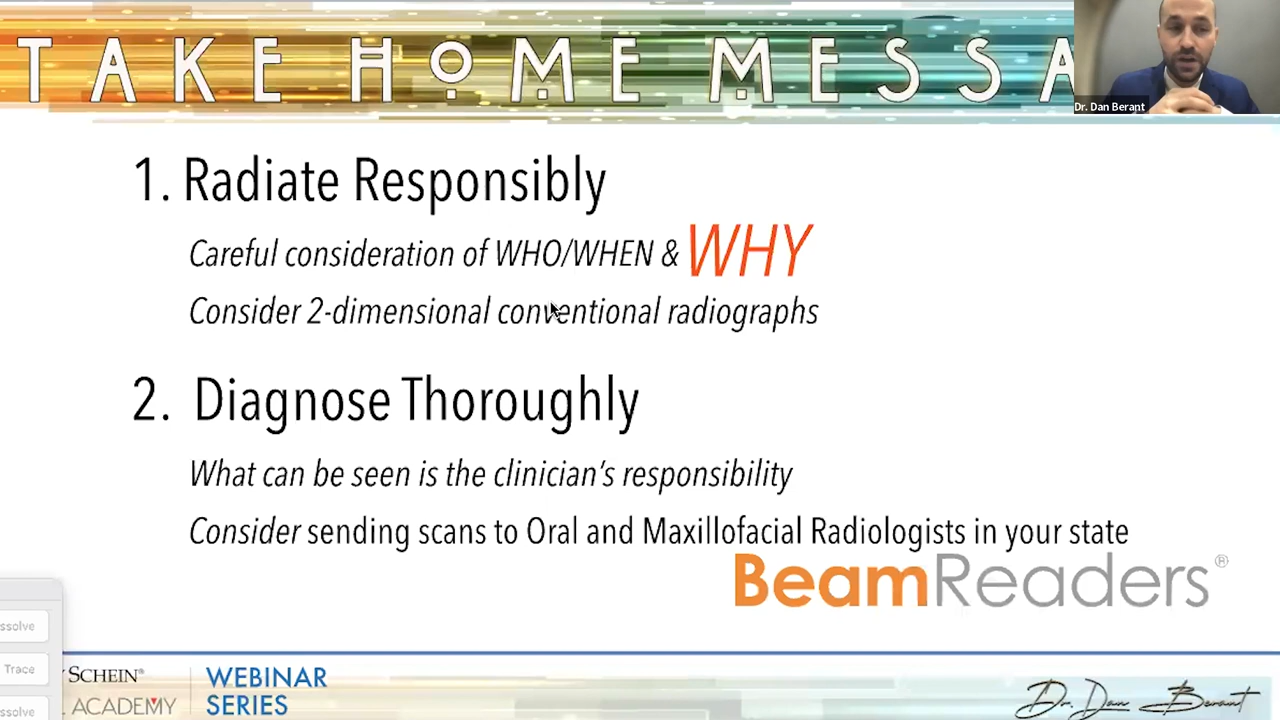 TAKE HOME MESSA
Dr. Dan Berant
1. Radiate Responsibly
Careful consideration of WHO/WHEN & WHY
Consider 2-dimensional conventional radiographs
2. Diagnose Thoroughly
What can be seen is the clinician's responsibility
Consider sending scans to Oral and Maxillofacial Radiologists in your state
BeamReaders®
ssolve
Trace
ssolve
Y SCHEIN®
L ACADEMY
WEBINAR
SERIES
Dr. Dan Berant